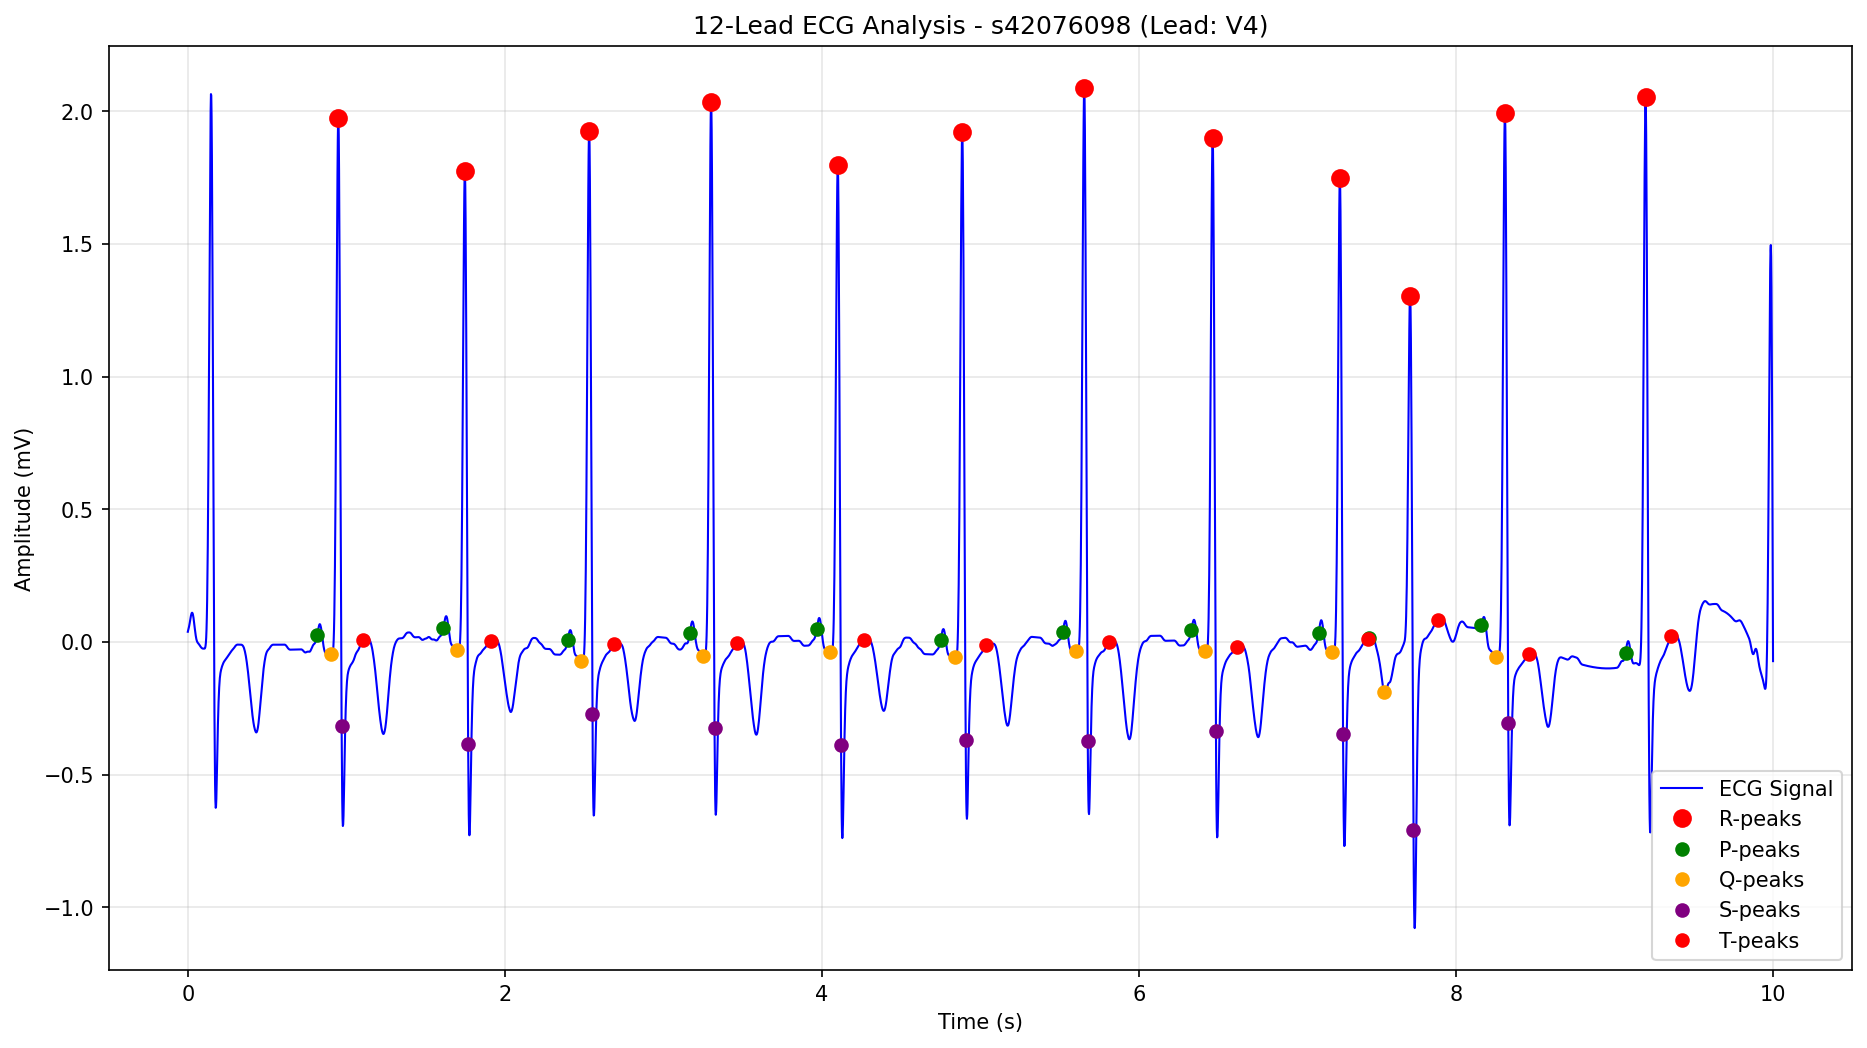 12-Lead ECG Analysis - s42076098 (Lead: V4)
Amplitude (mV)
2.0
1.5
1.0
0.5
0.0
−0.5
−1.0
0 2 4 6 8 10
Time (s)
ECG Signal
R-peaks
P-peaks
Q-peaks
S-peaks
T-peaks